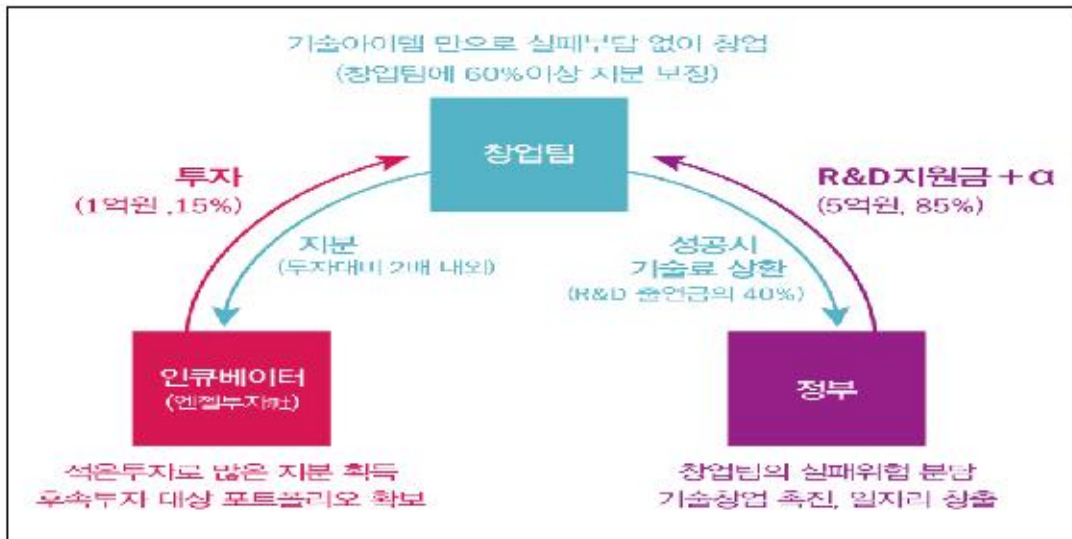 기술아이템 만으로 실패부담 없이 창업
(창업팀에 60%이상 지분 보장)
창업팀
투자
(1억원 ,15%)
R&D지원금 + α
(5억원, 85%)
지분
(투자대비 2배 내외)
성공시
기술료 상환
(R&D 출연금의 40%)
인큐베이터
(엔젤투자社)
정부
적은투자로 많은 지분 획득
후속투자 대상 포트폴리오 확보
창업팀의 실패위험 분담
기술창업 촉진, 일자리 창출